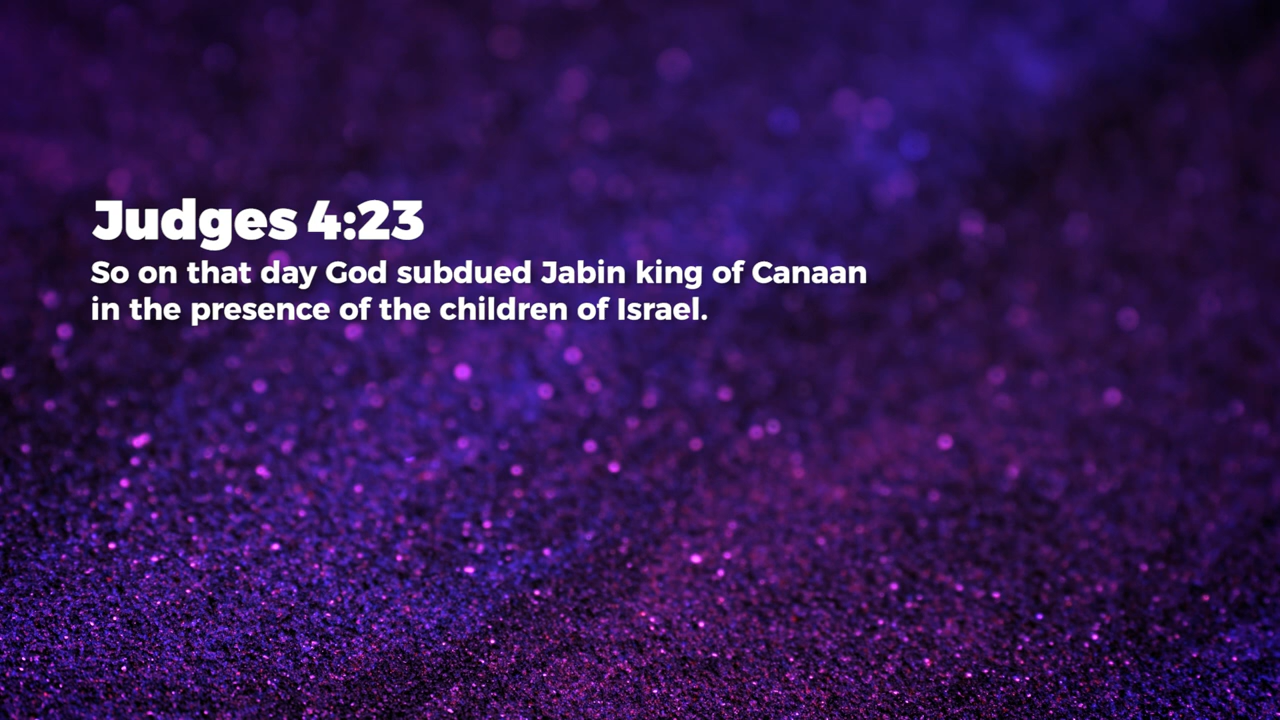 Judges 4:23
So on that day God subdued Jabin king of Canaan
in the presence of the children of Israel.